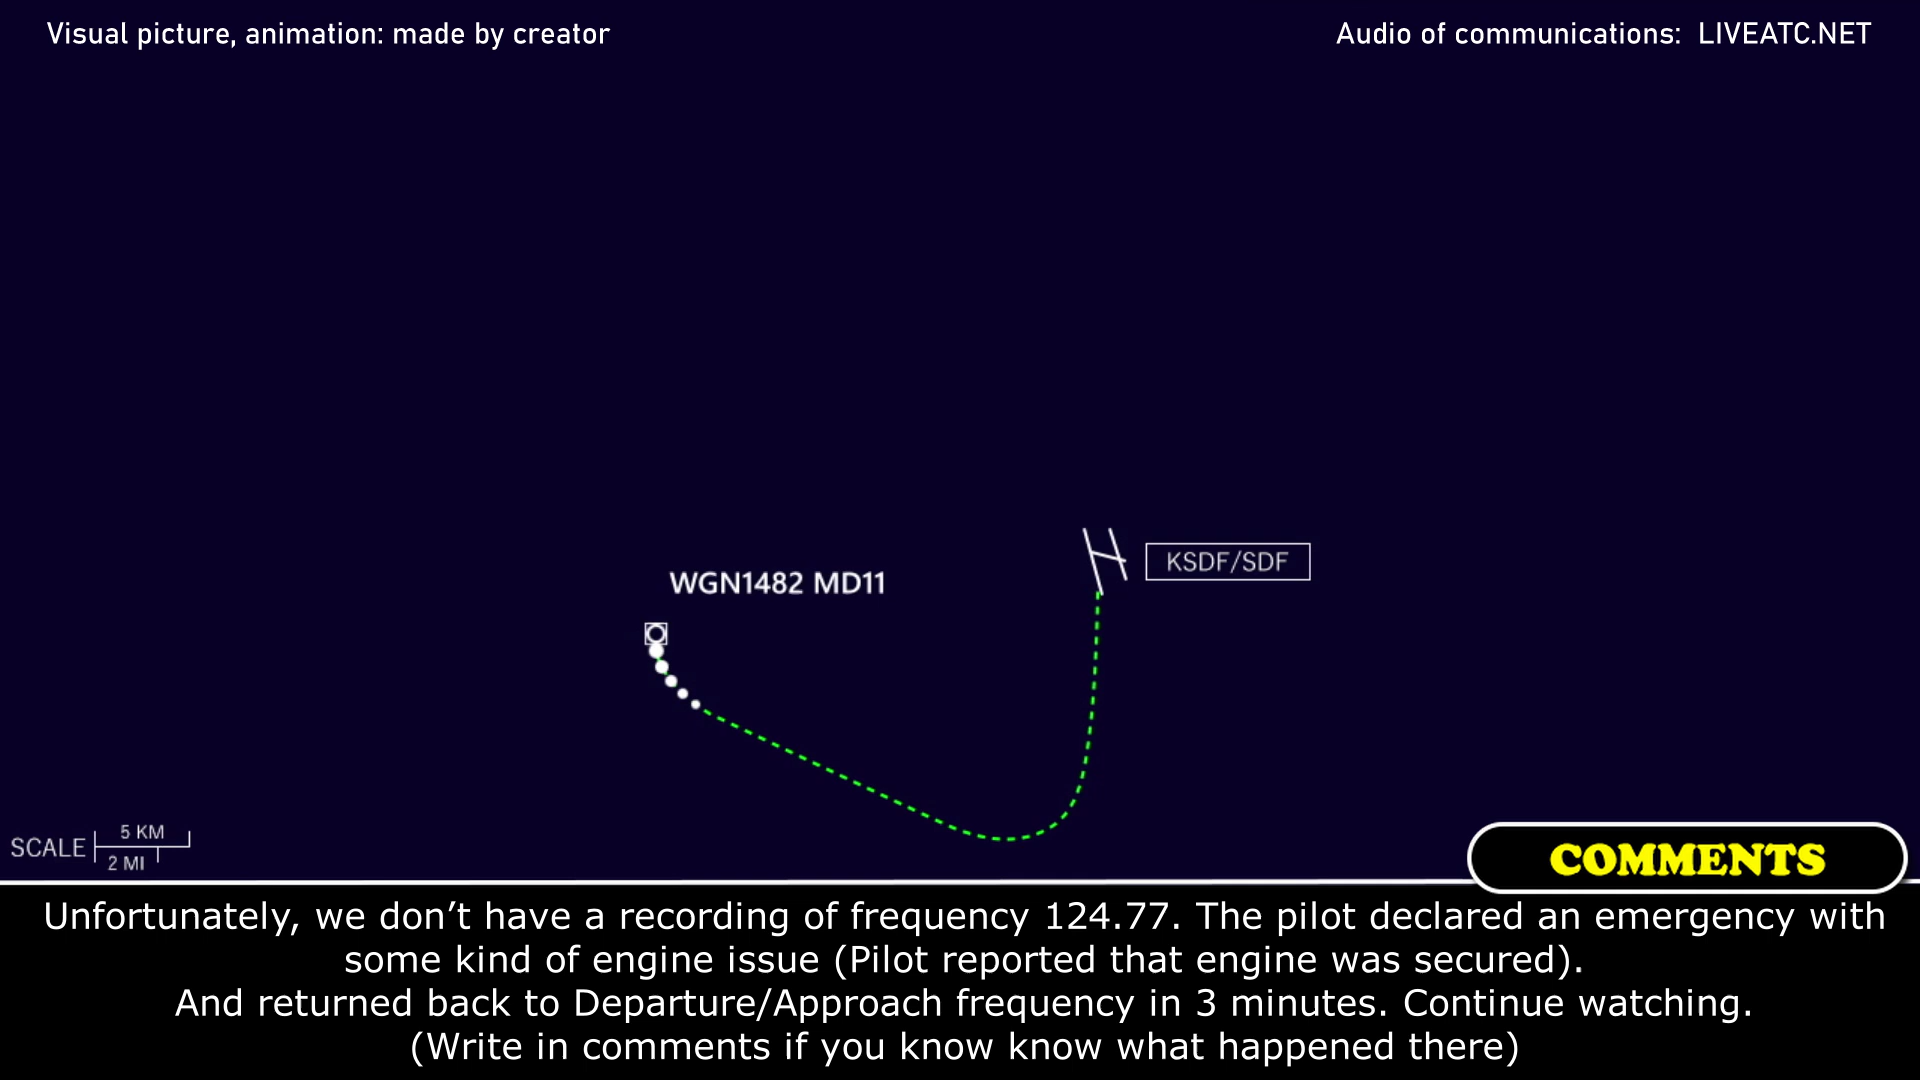 Visual picture, animation: made by creator
Audio of communications: LIVEATC.NET
KSDF/SDF
WGN1482 MD11
SCALE
5 KM
2 MI
COMMENTS
Unfortunately, we don’t have a recording of frequency 124.77. The pilot declared an emergency with
some kind of engine issue (Pilot reported that engine was secured).
And returned back to Departure/Approach frequency in 3 minutes. Continue watching.
(Write in comments if you know know what happened there)